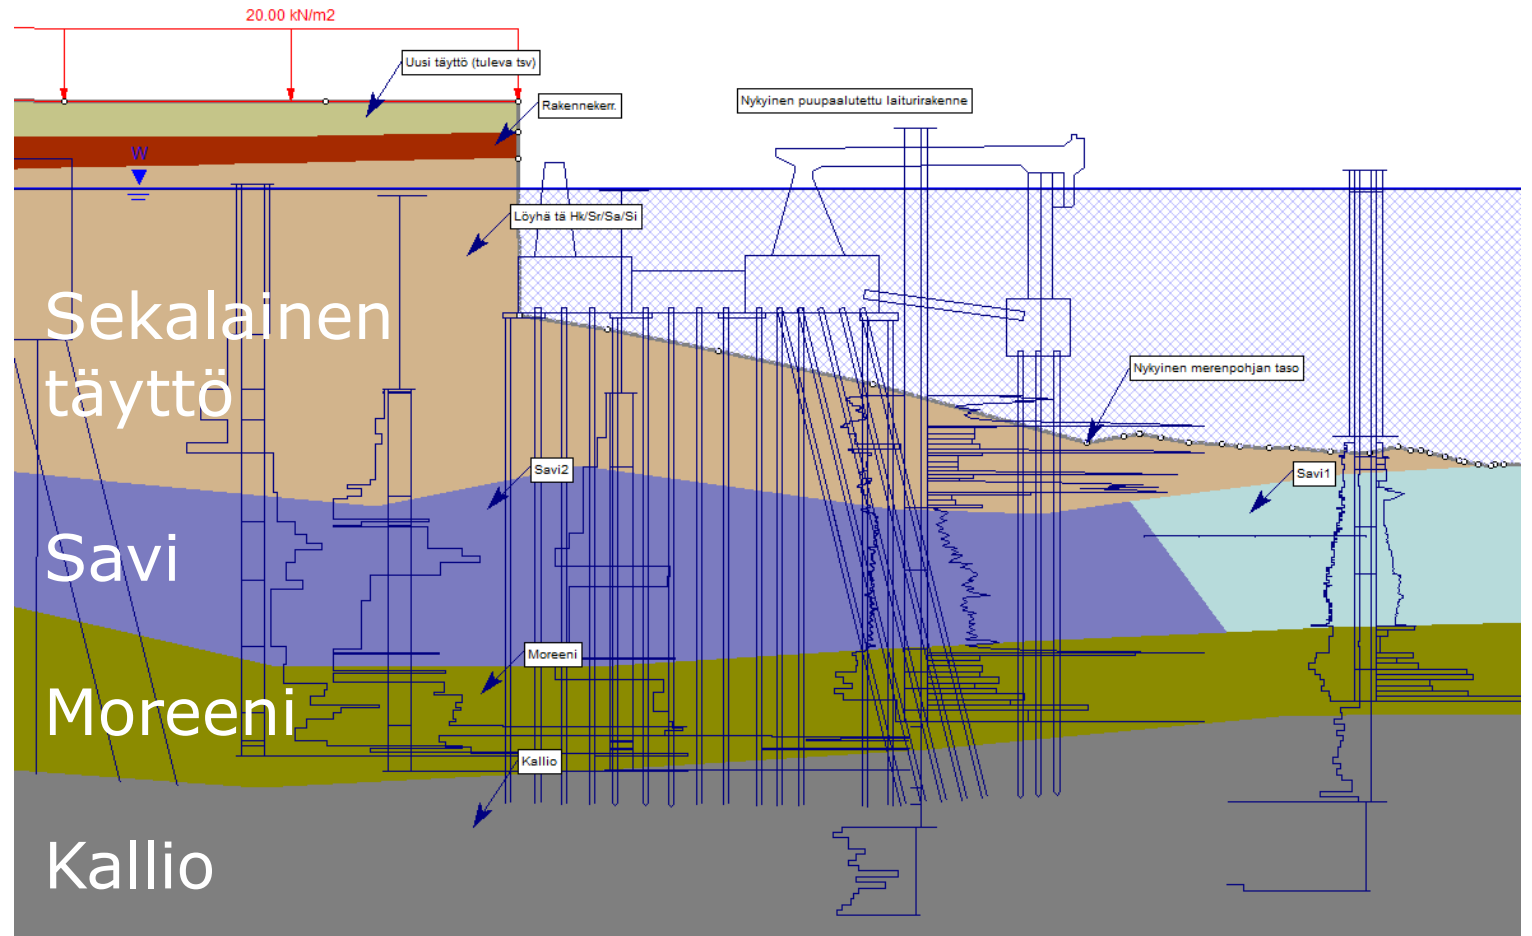 20.00 kN/m2
Uusi täyttö (tuleva tsv)
Rakennekerr.
Nykyinen puupaalutettu laiturirakenne
W
Löyhä tä Hk/Sr/Sa/Si
Sekalainen
täyttö
Nykyinen merenpohjan taso
Savi2
Savi1
Savi
Moreeni
Moreeni
Kallio
Kallio